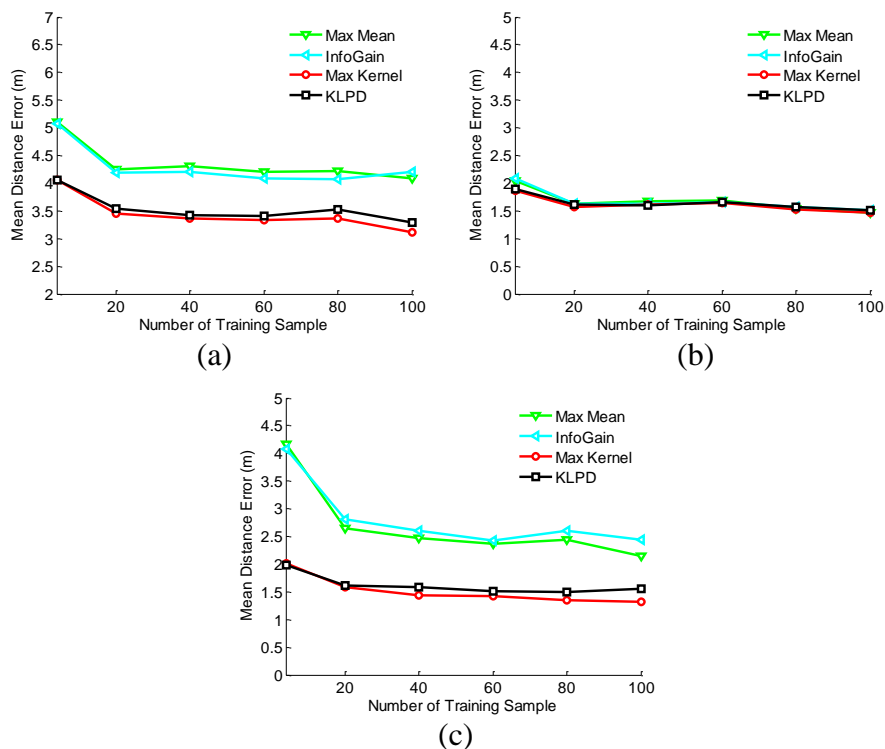 7
6.5
6
5.5
5
4.5
4
3.5
3
2.5
2
Mean Distance Error (m)
20 40 60 80 100
Number of Training Sample
Max Mean
InfoGain
Max Kernel
KLPD
(a)
5
4.5
4
3.5
3
2.5
2
1.5
1
0.5
0
Mean Distance Error (m)
20 40 60 80 100
Number of Training Sample
Max Mean
InfoGain
Max Kernel
KLPD
(b)
5
4.5
4
3.5
3
2.5
2
1.5
1
0.5
0
Mean Distance Error (m)
20 40 60 80 100
Number of Training Sample
Max Mean
InfoGain
Max Kernel
KLPD
(c)